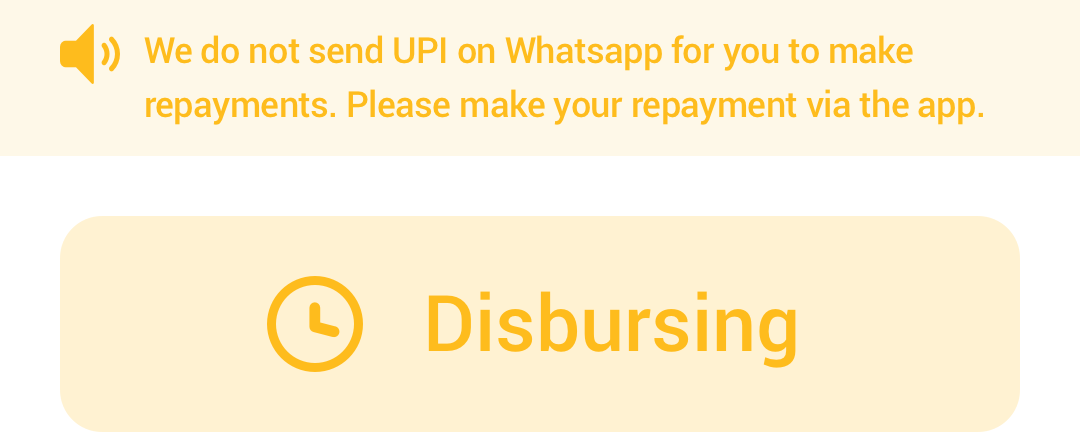 We do not send UPI on Whatsapp for you to make
repayments. Please make your repayment via the app.
Disbursing